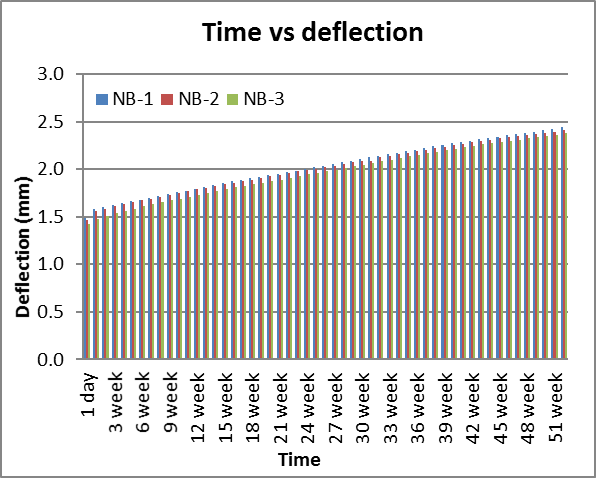 Time vs deflection
3.0
2.5
2.0
1.5
1.0
0.5
0.0
Deflection (mm)
NB-1 NB-2 NB-3
1 day
3 week
6 week
9 week
12 week
15 week
18 week
21 week
24 week
27 week
30 week
33 week
36 week
39 week
42 week
45 week
48 week
51 week
Time